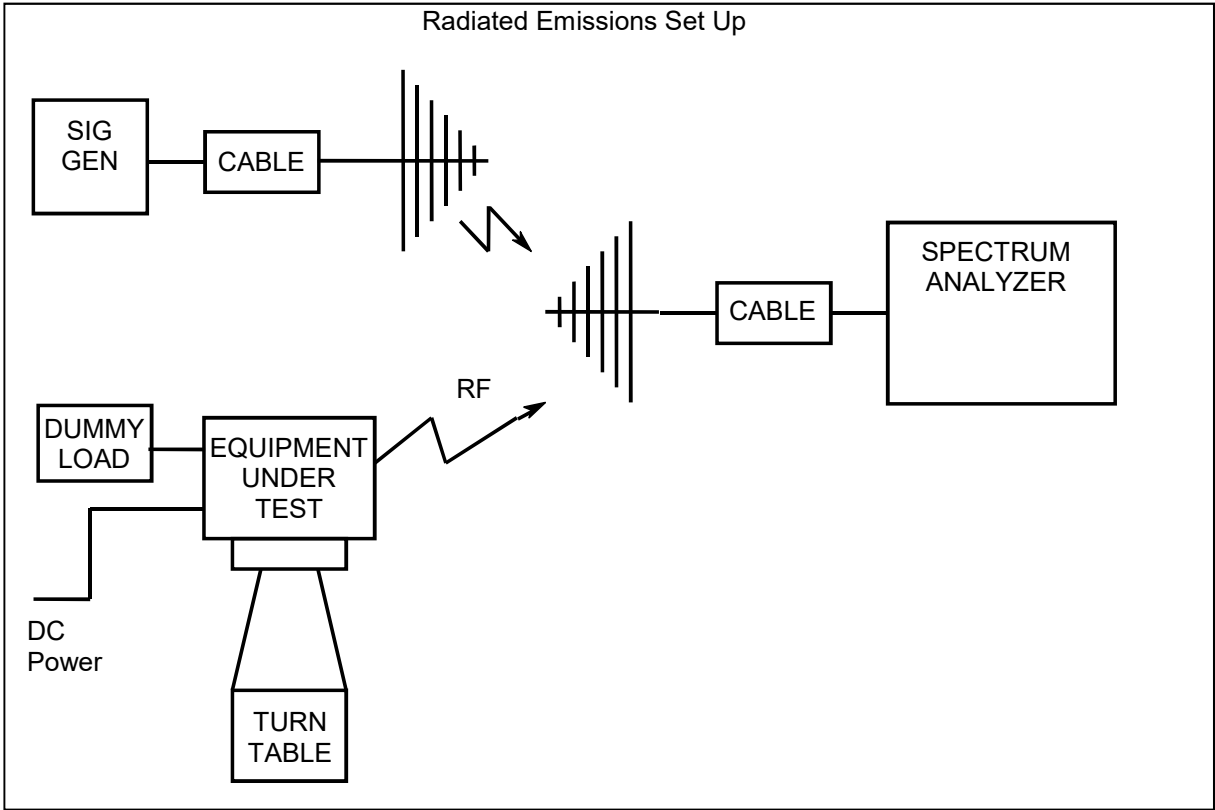 Radiated Emissions Set Up
SIG
GEN
CABLE
SPECTRUM
ANALYZER
CABLE
RF
DUMMY
LOAD
EQUIPMENT
UNDER
TEST
DC
Power
TURN
TABLE